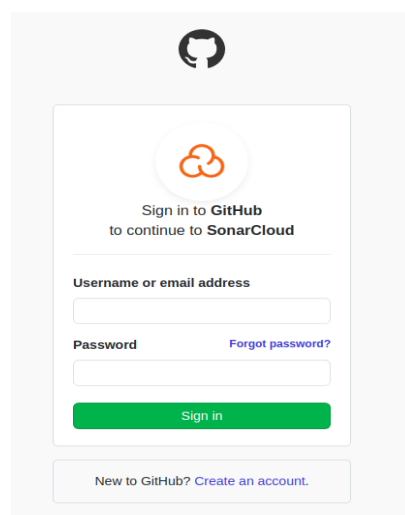 Sign in to GitHub
to continue to SonarCloud
Username or email address
Password Forgot password?
Sign in
New to GitHub? Create an account.